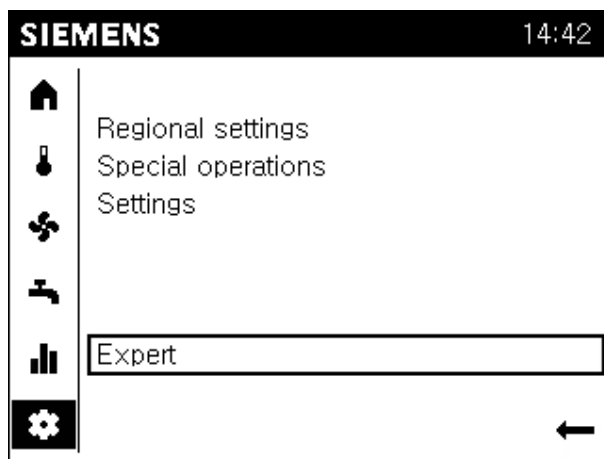 SIEMENS 14:42
Regional settings
Special operations
Settings
Expert